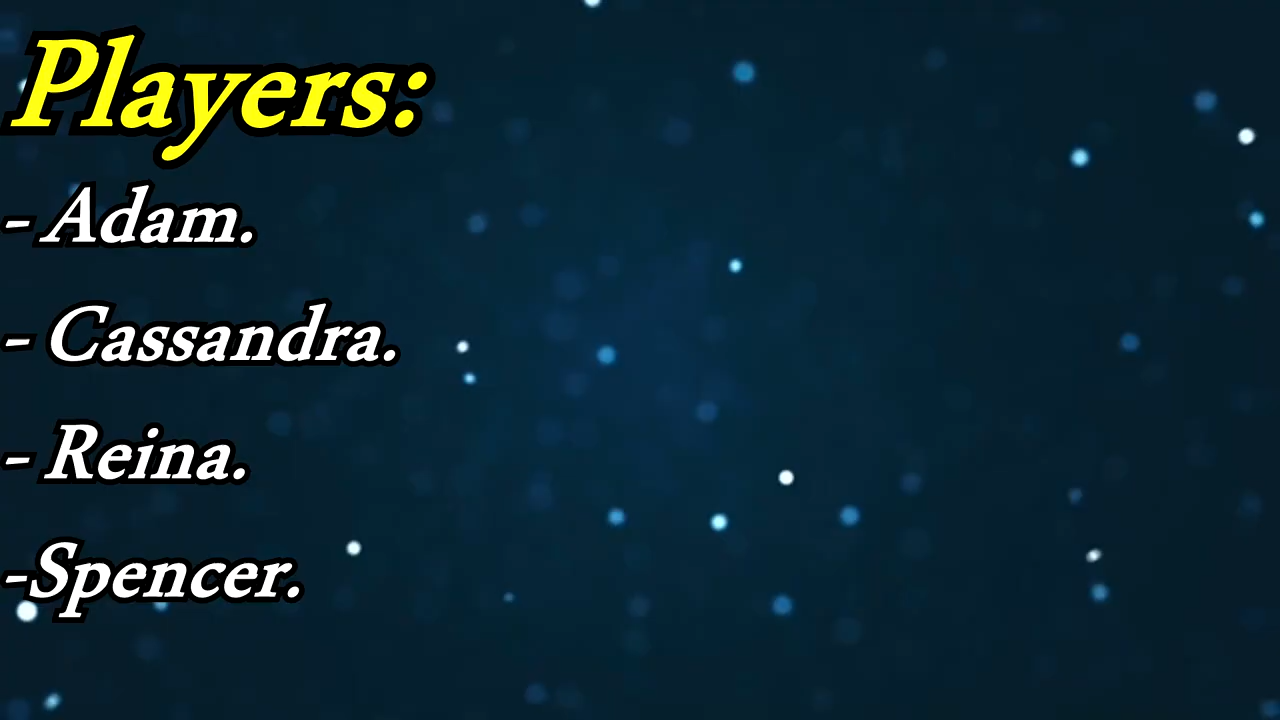 Players:
- Adam.
- Cassandra.
- Reina.
-Spencer.